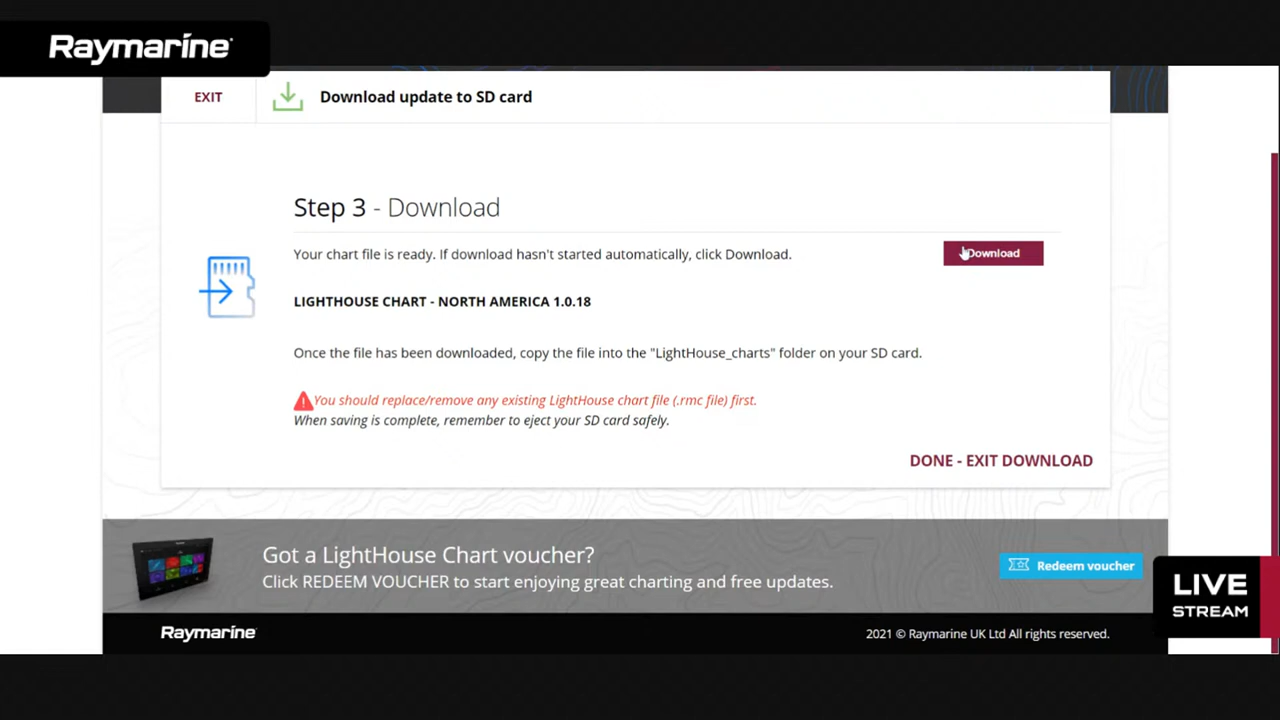 Raymarine
EXIT
Download update to SD card
Step 3 - Download
Your chart file is ready. If download hasn't started automatically, click Download.
Download
LIGHTHOUSE CHART - NORTH AMERICA 1.0.18
Once the file has been downloaded, copy the file into the "LightHouse_charts" folder on your SD card.
You should replace/remove any existing LightHouse chart file (.rmc file) first.
When saving is complete, remember to eject your SD card safely.
DONE - EXIT DOWNLOAD
Got a LightHouse Chart voucher?
Click REDEEM VOUCHER to start enjoying great charting and free updates.
Redeem voucher
LIVE
STREAM
Raymarine
2021 © Raymarine UK Ltd All rights reserved.